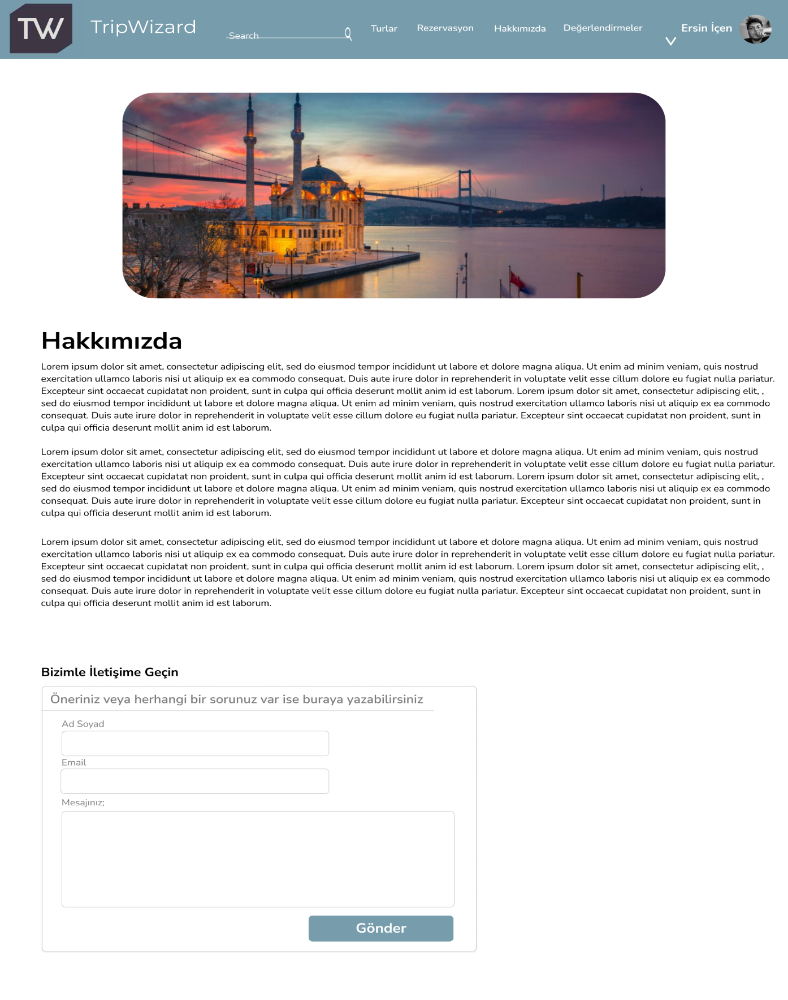 TW
TripWizard
Search
Turlar
Rezervasyon
Hakkımızda
Değerlendirmeler
Ersin İçen
Hakkımızda
Lorem ipsum dolor sit amet, consectetur adipiscing elit, sed do eiusmod tempor incididunt ut labore et dolore magna aliqua. Ut enim ad minim veniam, quis nostrud
exercitation ullamco laboris nisi ut aliquip ex ea commodo consequat. Duis aute irure dolor in reprehenderit in voluptate velit esse cillum dolore eu fugiat nulla pariatur.
Excepteur sint occaecat cupidatat non proident, sunt in culpa qui officia deserunt mollit anim id est laborum. Lorem ipsum dolor sit amet, consectetur adipiscing elit, ,
sed do eiusmod tempor incididunt ut labore et dolore magna aliqua. Ut enim ad minim veniam, quis nostrud exercitation ullamco laboris nisi ut aliquip ex ea commodo
consequat. Duis aute irure dolor in reprehenderit in voluptate velit esse cillum dolore eu fugiat nulla pariatur. Excepteur sint occaecat cupidatat non proident, sunt in
culpa qui officia deserunt mollit anim id est laborum.
Lorem ipsum dolor sit amet, consectetur adipiscing elit, sed do eiusmod tempor incididunt ut labore et dolore magna aliqua. Ut enim ad minim veniam, quis nostrud
exercitation ullamco laboris nisi ut aliquip ex ea commodo consequat. Duis aute irure dolor in reprehenderit in voluptate velit esse cillum dolore eu fugiat nulla pariatur.
Excepteur sint occaecat cupidatat non proident, sunt in culpa qui officia deserunt mollit anim id est laborum. Lorem ipsum dolor sit amet, consectetur adipiscing elit, ,
sed do eiusmod tempor incididunt ut labore et dolore magna aliqua. Ut enim ad minim veniam, quis nostrud exercitation ullamco laboris nisi ut aliquip ex ea commodo
consequat. Duis aute irure dolor in reprehenderit in voluptate velit esse cillum dolore eu fugiat nulla pariatur. Excepteur sint occaecat cupidatat non proident, sunt in
culpa qui officia deserunt mollit anim id est laborum.
Lorem ipsum dolor sit amet, consectetur adipiscing elit, sed do eiusmod tempor incididunt ut labore et dolore magna aliqua. Ut enim ad minim veniam, quis nostrud
exercitation ullamco laboris nisi ut aliquip ex ea commodo consequat. Duis aute irure dolor in reprehenderit in voluptate velit esse cillum dolore eu fugiat nulla pariatur.
Excepteur sint occaecat cupidatat non proident, sunt in culpa qui officia deserunt mollit anim id est laborum. Lorem ipsum dolor sit amet, consectetur adipiscing elit, ,
sed do eiusmod tempor incididunt ut labore et dolore magna aliqua. Ut enim ad minim veniam, quis nostrud exercitation ullamco laboris nisi ut aliquip ex ea commodo
consequat. Duis aute irure dolor in reprehenderit in voluptate velit esse cillum dolore eu fugiat nulla pariatur. Excepteur sint occaecat cupidatat non proident, sunt in
culpa qui officia deserunt mollit anim id est laborum.
Bizimle İletişime Geçin
Öneriniz veya herhangi bir sorunuz var ise buraya yazabilirsiniz
Ad Soyad
Email
Mesajınız;
Gönder